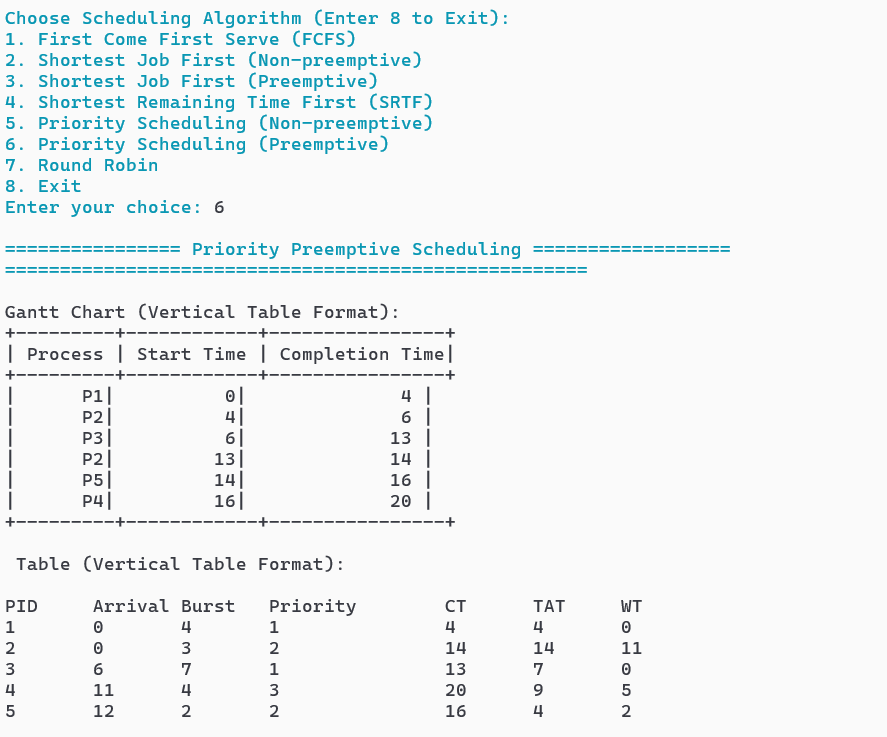 Choose Scheduling Algorithm (Enter 8 to Exit):
1. First Come First Serve (FCFS)
2. Shortest Job First (Non-preemptive)
3. Shortest Job First (Preemptive)
4. Shortest Remaining Time First (SRTF)
5. Priority Scheduling (Non-preemptive)
6. Priority Scheduling (Preemptive)
7. Round Robin
8. Exit
Enter your choice: 6

================ Priority Preemptive Scheduling ==================
=====================================================

Gantt Chart (Vertical Table Format):
+---------+------------+----------------+
| Process | Start Time | Completion Time|
+---------+------------+----------------+
|      P1|          0|              4 |
|      P2|          4|              6 |
|      P3|          6|             13 |
|      P2|         13|             14 |
|      P5|         14|             16 |
|      P4|         16|             20 |
+---------+------------+----------------+

 Table (Vertical Table Format):

PID     Arrival Burst   Priority        CT      TAT     WT
1       0       4       1               4       4       0
2       0       3       2               14      14      11
3       6       7       1               13      7       0
4       11      4       3               20      9       5
5       12      2       2               16      4       2